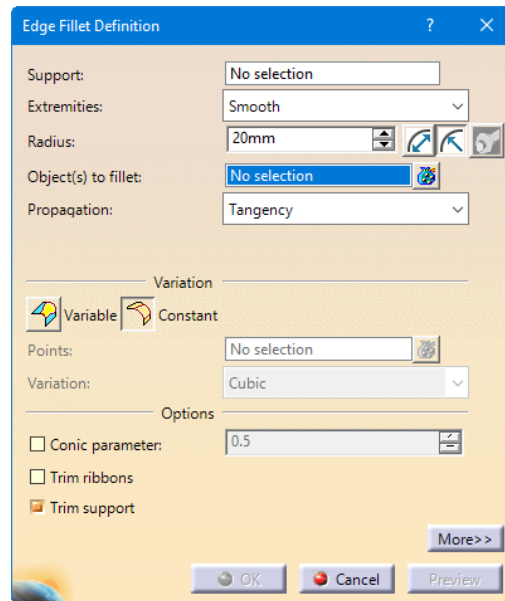 Edge Fillet Definition ? ×
Support: No selection
Extremities: Smooth
Radius: 20mm
Object(s) to fillet: No selection
Propagation: Tangency
Variation
Variable Constant
Points: No selection
Variation: Cubic
Options
Conic parameter: 0.5
Trim ribbons
Trim support
More>>
OK Cancel Preview